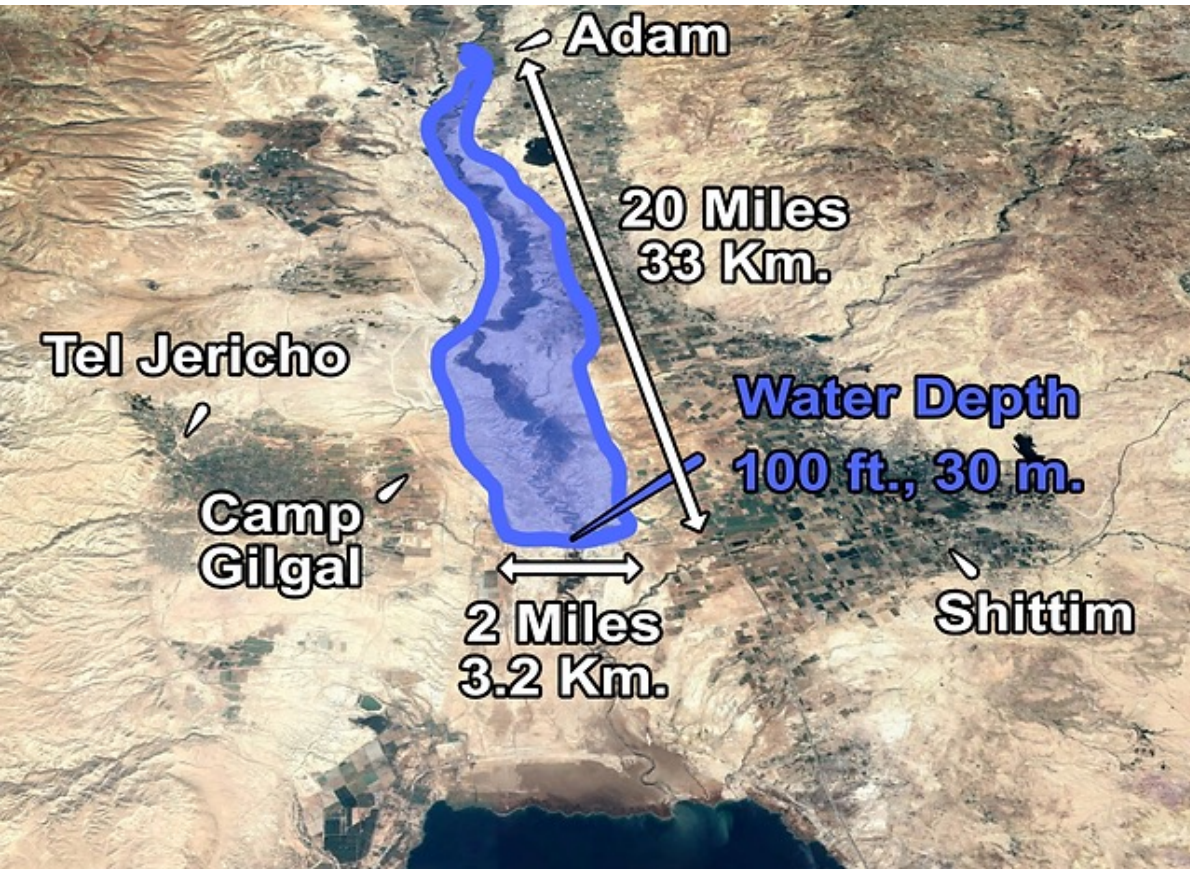 Adam
20 Miles
33 Km.
Tel Jericho
Water Depth
100 ft., 30 m.
Camp
Gilgal
Shittim
2 Miles
3.2 Km.